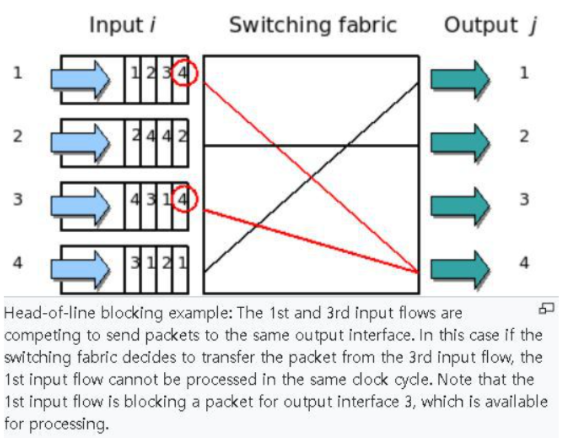 Input i Switching fabric Output j
1 1 2 3 4 1
2 2 4 4 2 2
3 4 3 1 4 3
4 3 1 2 1 4
Head-of-line blocking example: The 1st and 3rd input flows are
competing to send packets to the same output interface. In this case if the
switching fabric decides to transfer the packet from the 3rd input flow, the
1st input flow cannot be processed in the same clock cycle. Note that the
1st input flow is blocking a packet for output interface 3, which is available
for processing.